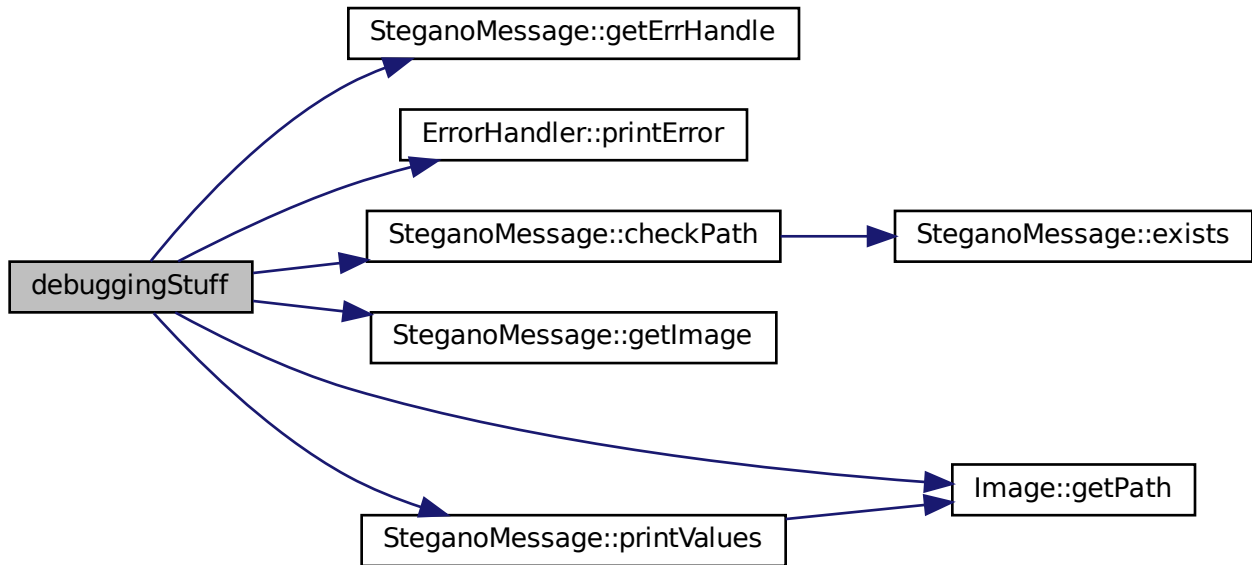 SteganoMessage::getErrHandle
ErrorHandler::printError
SteganoMessage::checkPath
SteganoMessage::exists
debuggingStuff
SteganoMessage::getImage
Image::getPath
SteganoMessage::printValues